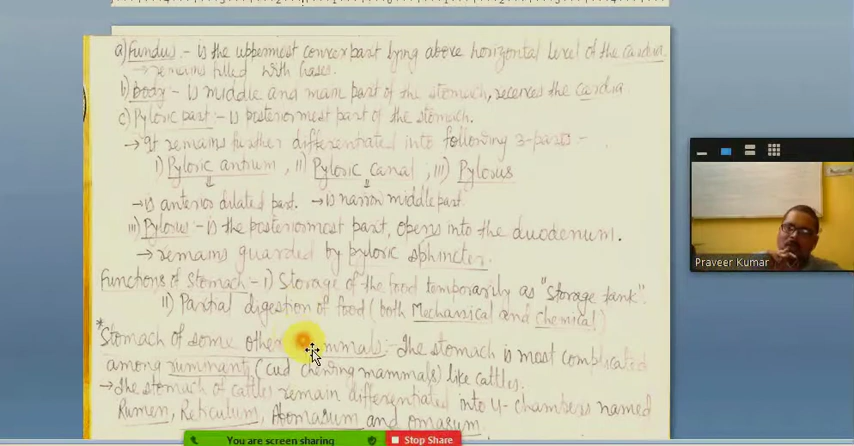 a) Fundus :- is the uppermost convex part lying above horizontal level of the cardia.
→ remains filled with Gases.
b) body :- is middle and main part of the stomach, receives the cardia
c) Pyloric part :- is posteriormost part of the stomach.
→ It remains further differentiated into following 3-parts :-
i) Pyloric antrium, ii) Pyloric canal, iii) Pylosus
→ is anterior dilated part. → is narrow middle part.
iii) Pylorus :- is the posteriormost part, opens into the duodenum.
→ remains guarded by pyloric sphincter.
Functions of Stomach :- i) Storage of the food temporarily as "Storage tank".
ii) Partial digestion of food (both Mechanical and Chemical)
*Stomach of some other mmals :- The stomach is most complicated
among ruminants (cud chewing mammals) like cattles.
→ The stomach of cattles remain differentiated into 4-chambers named
Rumen, Reticulum, Abomasum and omasum.
Praveer Kumar
You are screen sharing
Stop Share